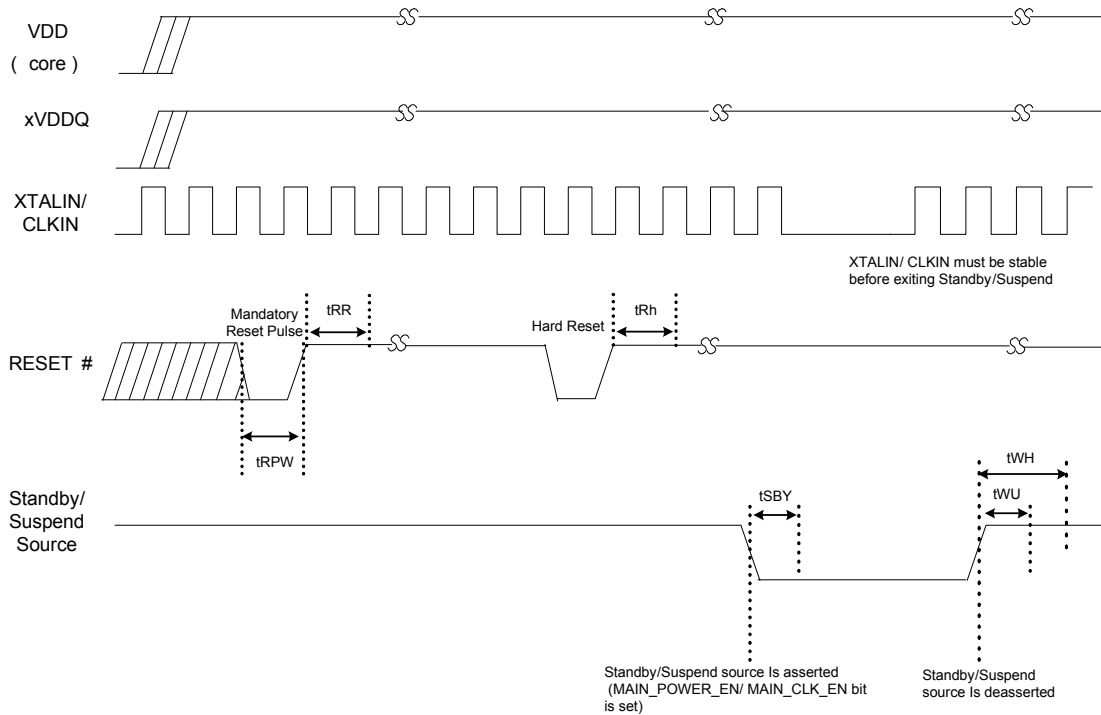 VDD
( core )
xVDDQ
XTALIN/
CLKIN
XTALIN/ CLKIN must be stable
before exiting Standby/Suspend
Mandatory
Reset Pulse
tRR
Hard Reset
tRh
RESET #
tRPW
tWH
tSBY
tWU
Standby/
Suspend
Source
Standby/Suspend source Is asserted
(MAIN_POWER_EN/ MAIN_CLK_EN bit
is set)
Standby/Suspend
source Is deasserted